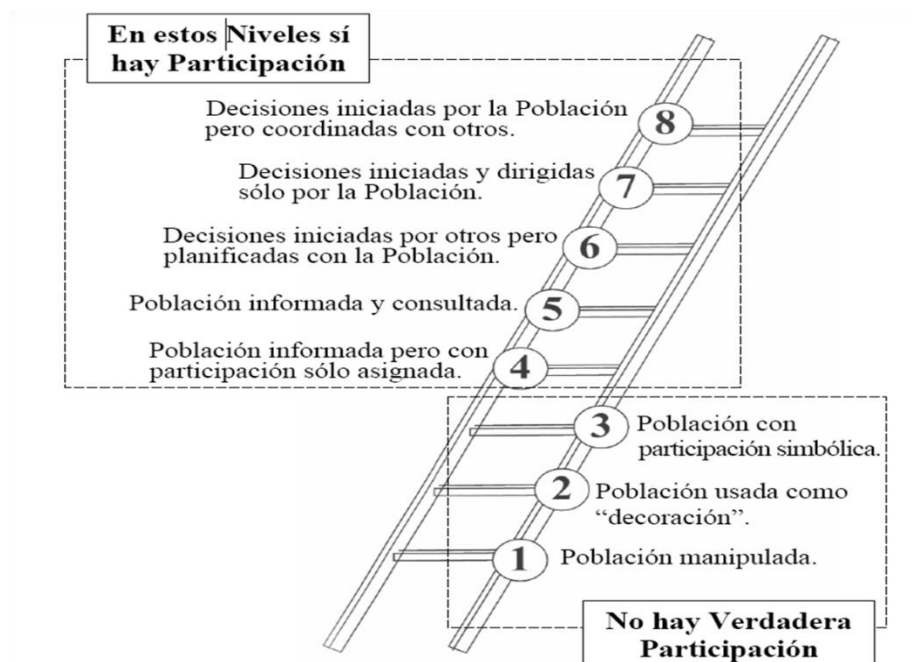 En estos Niveles sí
hay Participación
Decisiones iniciadas por la Población
pero coordinadas con otros.
8
Decisiones iniciadas y dirigidas
sólo por la Población.
7
Decisiones iniciadas por otros pero
planificadas con la Población.
6
Población informada y consultada.
5
Población informada pero con
participación sólo asignada.
4
3
Población con
participación simbólica.
2
Población usada como
“decoración”.
1
Población manipulada.
No hay Verdadera
Participación